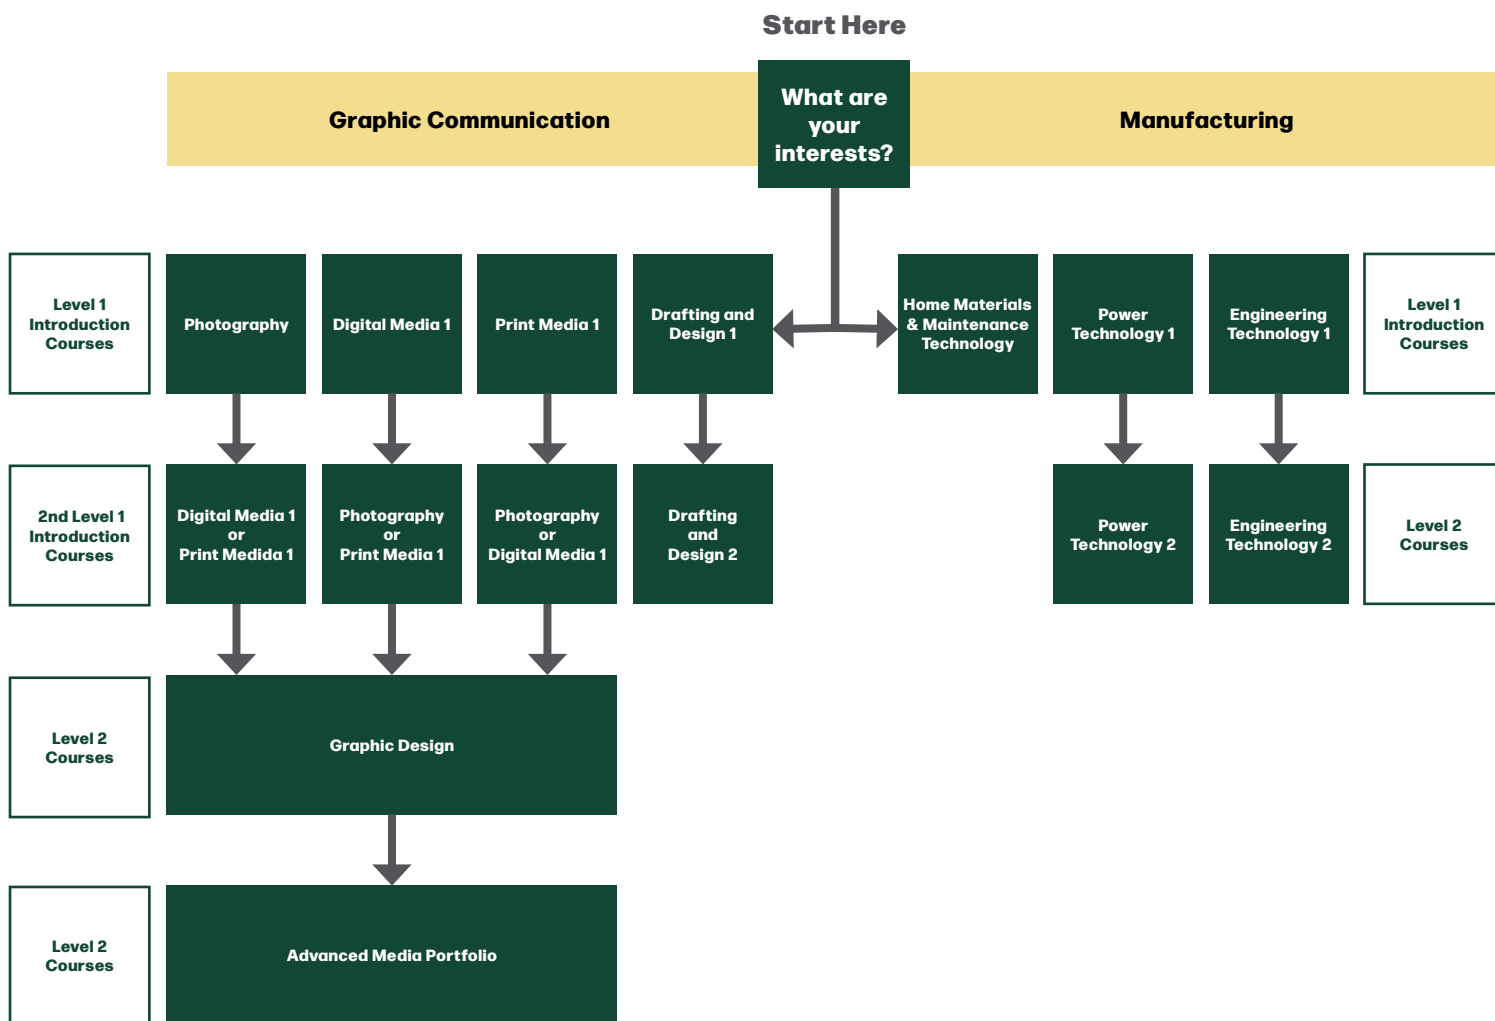 Start Here
What are
your
interests?
Graphic Communication
Manufacturing
Level 1
Introduction
Courses
Photography
Digital Media 1
Print Media 1
Drafting and
Design 1
Home Materials
& Maintenance
Technology
Power
Technology 1
Engineering
Technology 1
Level 1
Introduction
Courses
2nd Level 1
Introduction
Courses
Digital Media 1
or
Print Medida 1
Photography
or
Print Media 1
Photography
or
Digital Media 1
Drafting
and
Design 2
Power
Technology 2
Engineering
Technology 2
Level 2
Courses
Level 2
Courses
Graphic Design
Level 2
Courses
Advanced Media Portfolio